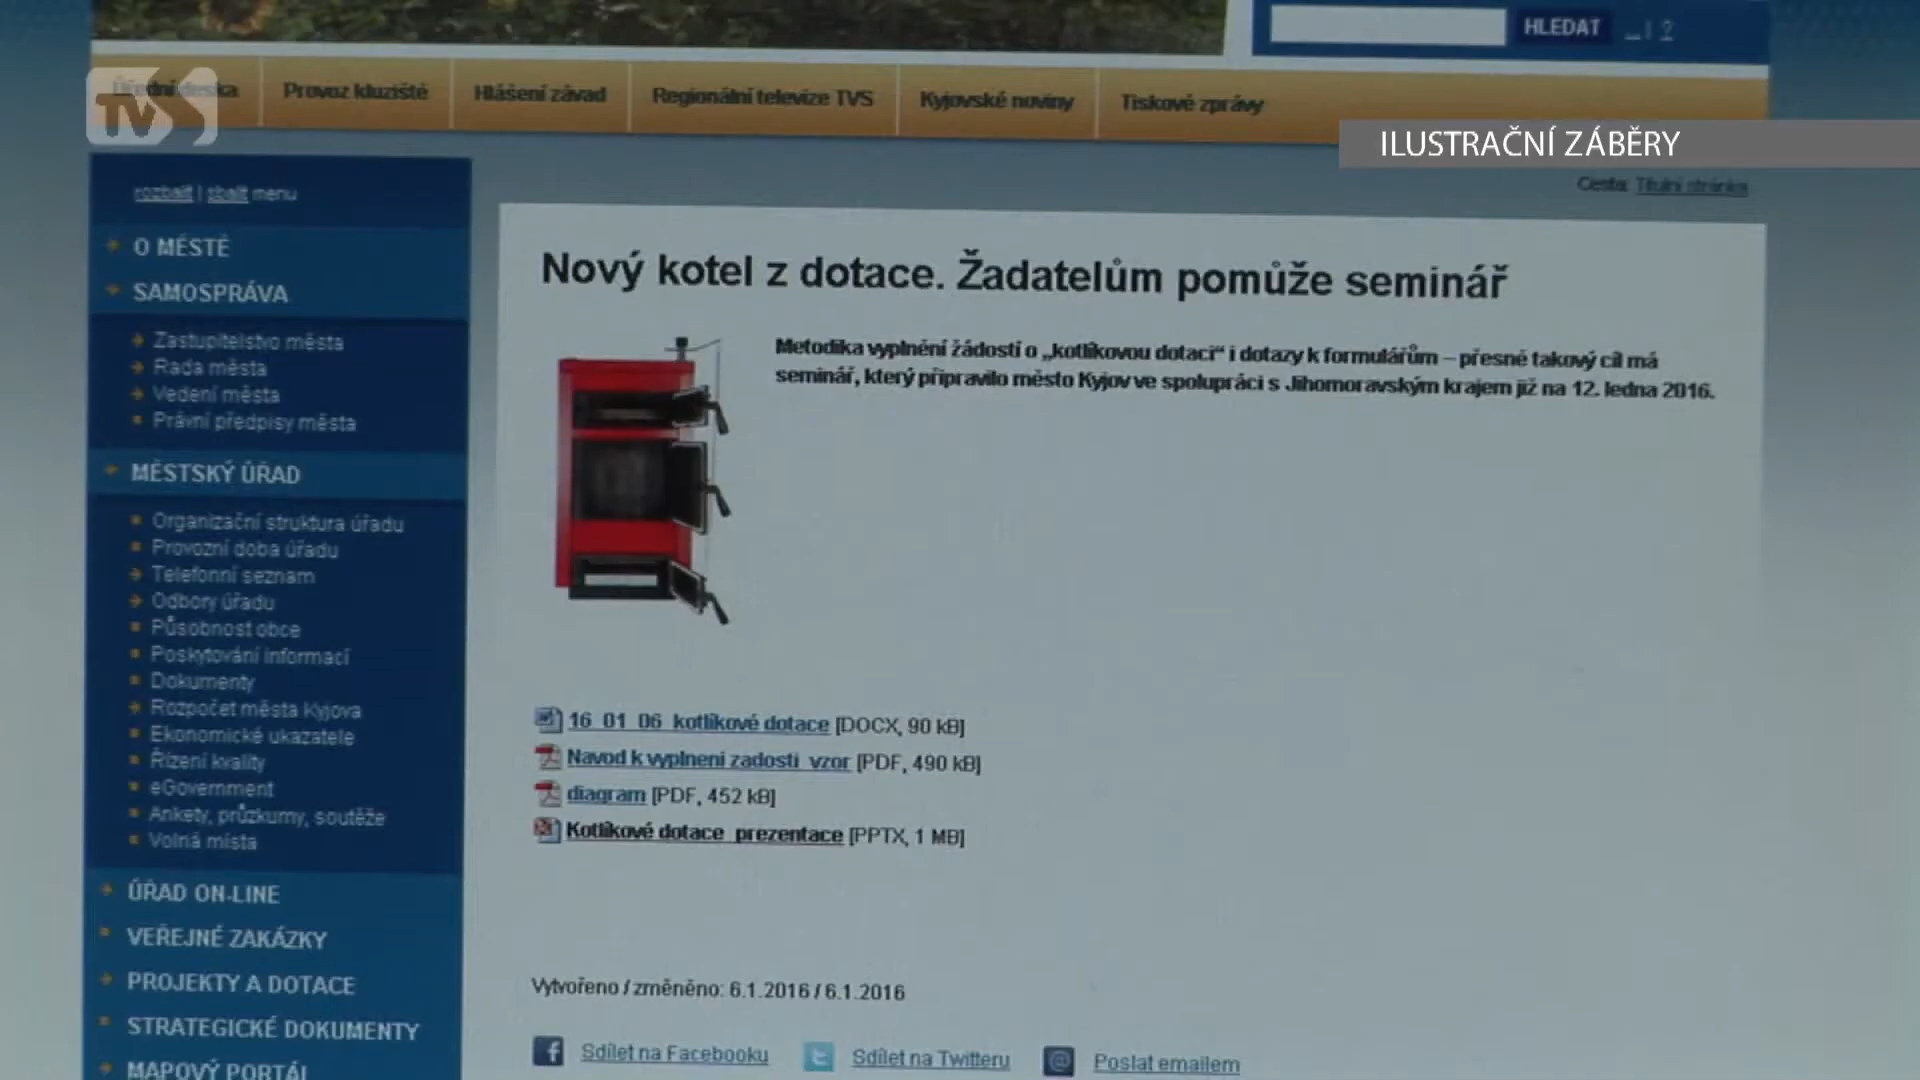 HLEDAT
?
Úřední deska
Provoz kluziště
Hlášení závad
Regionální televize TVS
Kyjovské noviny
Tiskové zprávy
TVS
ILUSTRAČNÍ ZÁBĚRY
Cesta: Titulní stránka
rozbalit | sbalit menu
O MĚSTĚ
SAMOSPRÁVA
Zastupitelstvo města
Rada města
Vedení města
Právní předpisy města
MĚSTSKÝ ÚŘAD
Organizační struktura úřadu
Provozní doba úřadu
Telefonní seznam
Odbory úřadu
Působnost obce
Poskytování informací
Dokumenty
Rozpočet města Kyjova
Ekonomické ukazatele
Řízení kvality
eGovernment
Ankety, průzkumy, soutěže
Volná místa
ÚŘAD ON-LINE
VEŘEJNÉ ZAKÁZKY
PROJEKTY A DOTACE
STRATEGICKÉ DOKUMENTY
MAPOVÝ PORTÁL
Nový kotel z dotace. Žadatelům pomůže seminář
Metodika vyplnění žádostí o „kotlíkovou dotaci“ i dotazy k formulářům – přesně takový cíl má
seminář, který připravilo město Kyjov ve spolupráci s Jihomoravským krajem již na 12. ledna 2016.
16_01_06_kotlíkové dotace [DOCX, 90 kB]
Navod k vyplneni zadosti_vzor [PDF, 490 kB]
diagram [PDF, 452 kB]
Kotlíkové dotace_prezentace [PPTX, 1 MB]
Vytvořeno / změněno: 6.1.2016 / 6.1.2016
Sdílet na Facebooku
Sdílet na Twitteru
Poslat emailem